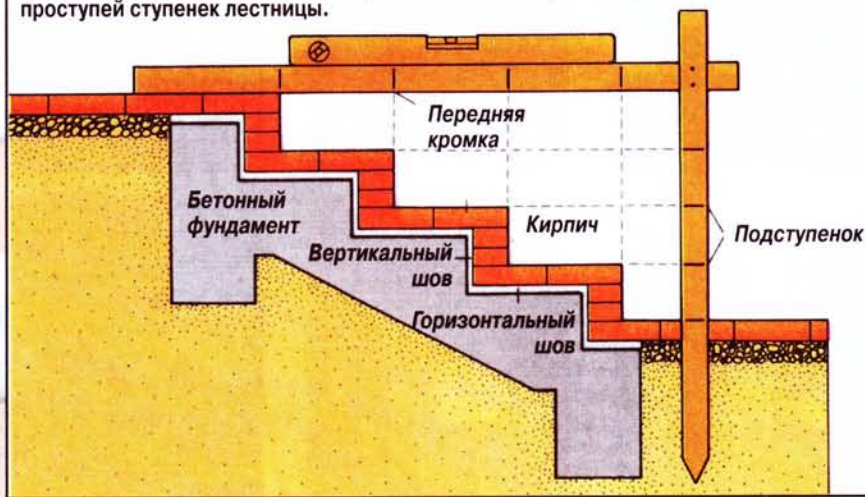 проступей ступенек лестницы.
Передняя
кромка
Бетонный
фундамент
Кирпич
Подступенок
Вертикальный
шов
Горизонтальный
шов